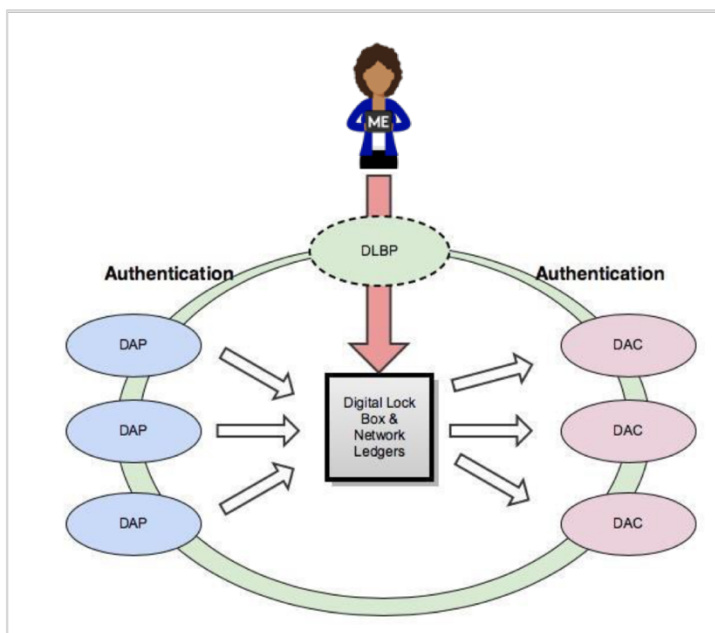 ME
DLBP
Authentication
Authentication
DAP
DAC
Digital Lock
Box &
Network
Ledgers
DAP
DAC
DAP
DAC